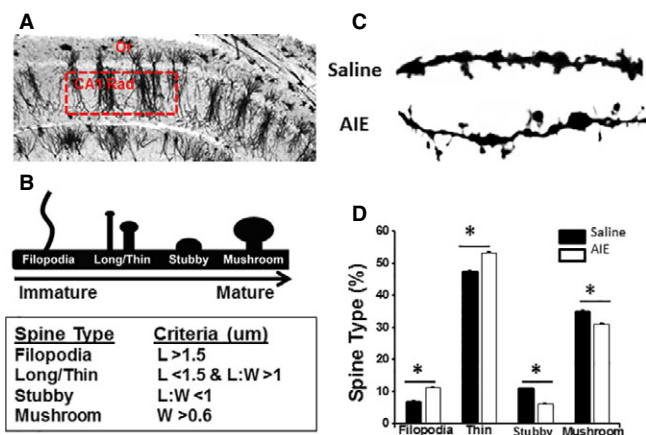 A
Or
CA1 Rad
B
Filopodia Long/Thin Stubby Mushroom
Immature Mature
Spine Type Criteria (um)
Filopodia L >1.5
Long/Thin L <1.5 & L:W >1
Stubby L:W <1
Mushroom W >0.6
C
Saline
AIE
D
Saline
AIE
Spine Type (%)
60
50
40
30
20
10
0
*
*
*
*
Filopodia Thin Stubby Mushroom